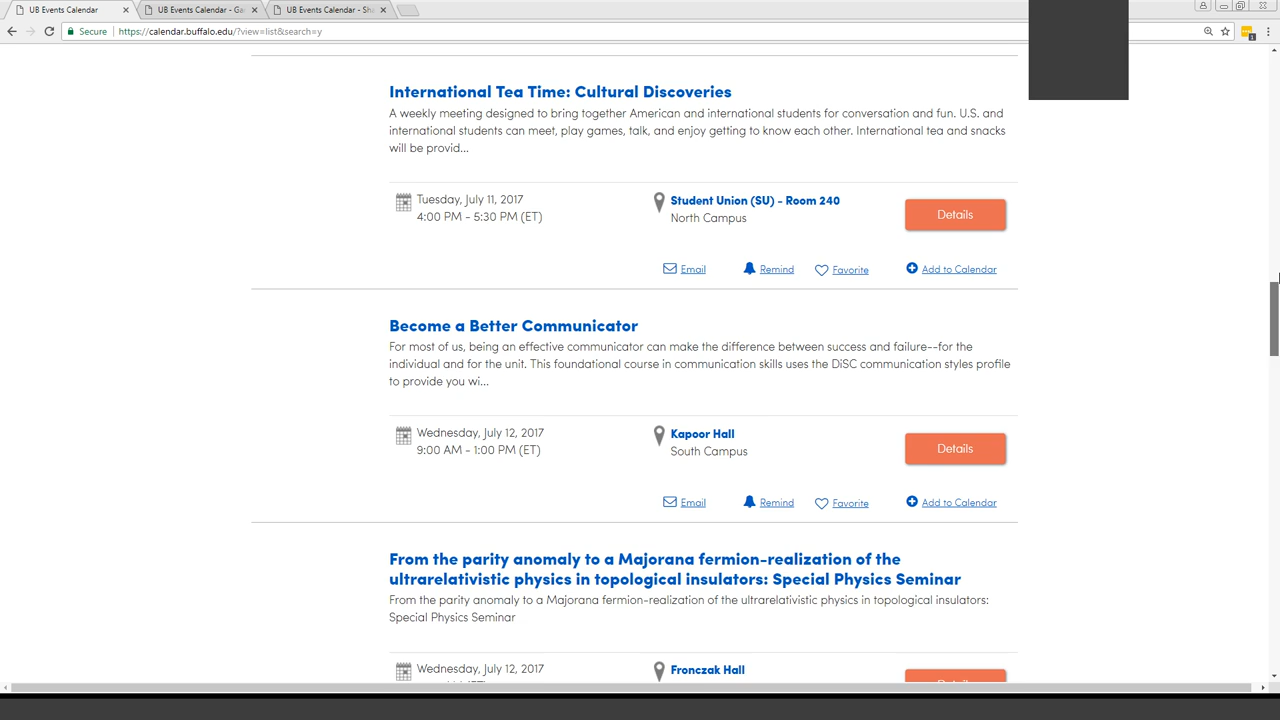 UB Events Calendar
UB Events Calendar - Ga
UB Events Calendar - Sha
Secure
https://calendar.buffalo.edu/?view=list&search=y
International Tea Time: Cultural Discoveries
A weekly meeting designed to bring together American and international students for conversation and fun. U.S. and
international students can meet, play games, talk, and enjoy getting to know each other. International tea and snacks
will be provid...
Tuesday, July 11, 2017
4:00 PM - 5:30 PM (ET)
Student Union (SU) - Room 240
North Campus
Details
Email Remind Favorite Add to Calendar
Become a Better Communicator
For most of us, being an effective communicator can make the difference between success and failure--for the
individual and for the unit. This foundational course in communication skills uses the DiSC communication styles profile
to provide you wi...
Wednesday, July 12, 2017
9:00 AM - 1:00 PM (ET)
Kapoor Hall
South Campus
Details
Email Remind Favorite Add to Calendar
From the parity anomaly to a Majorana fermion-realization of the
ultrarelativistic physics in topological insulators: Special Physics Seminar
From the parity anomaly to a Majorana fermion-realization of the ultrarelativistic physics in topological insulators:
Special Physics Seminar
Wednesday, July 12, 2017
Fronczak Hall